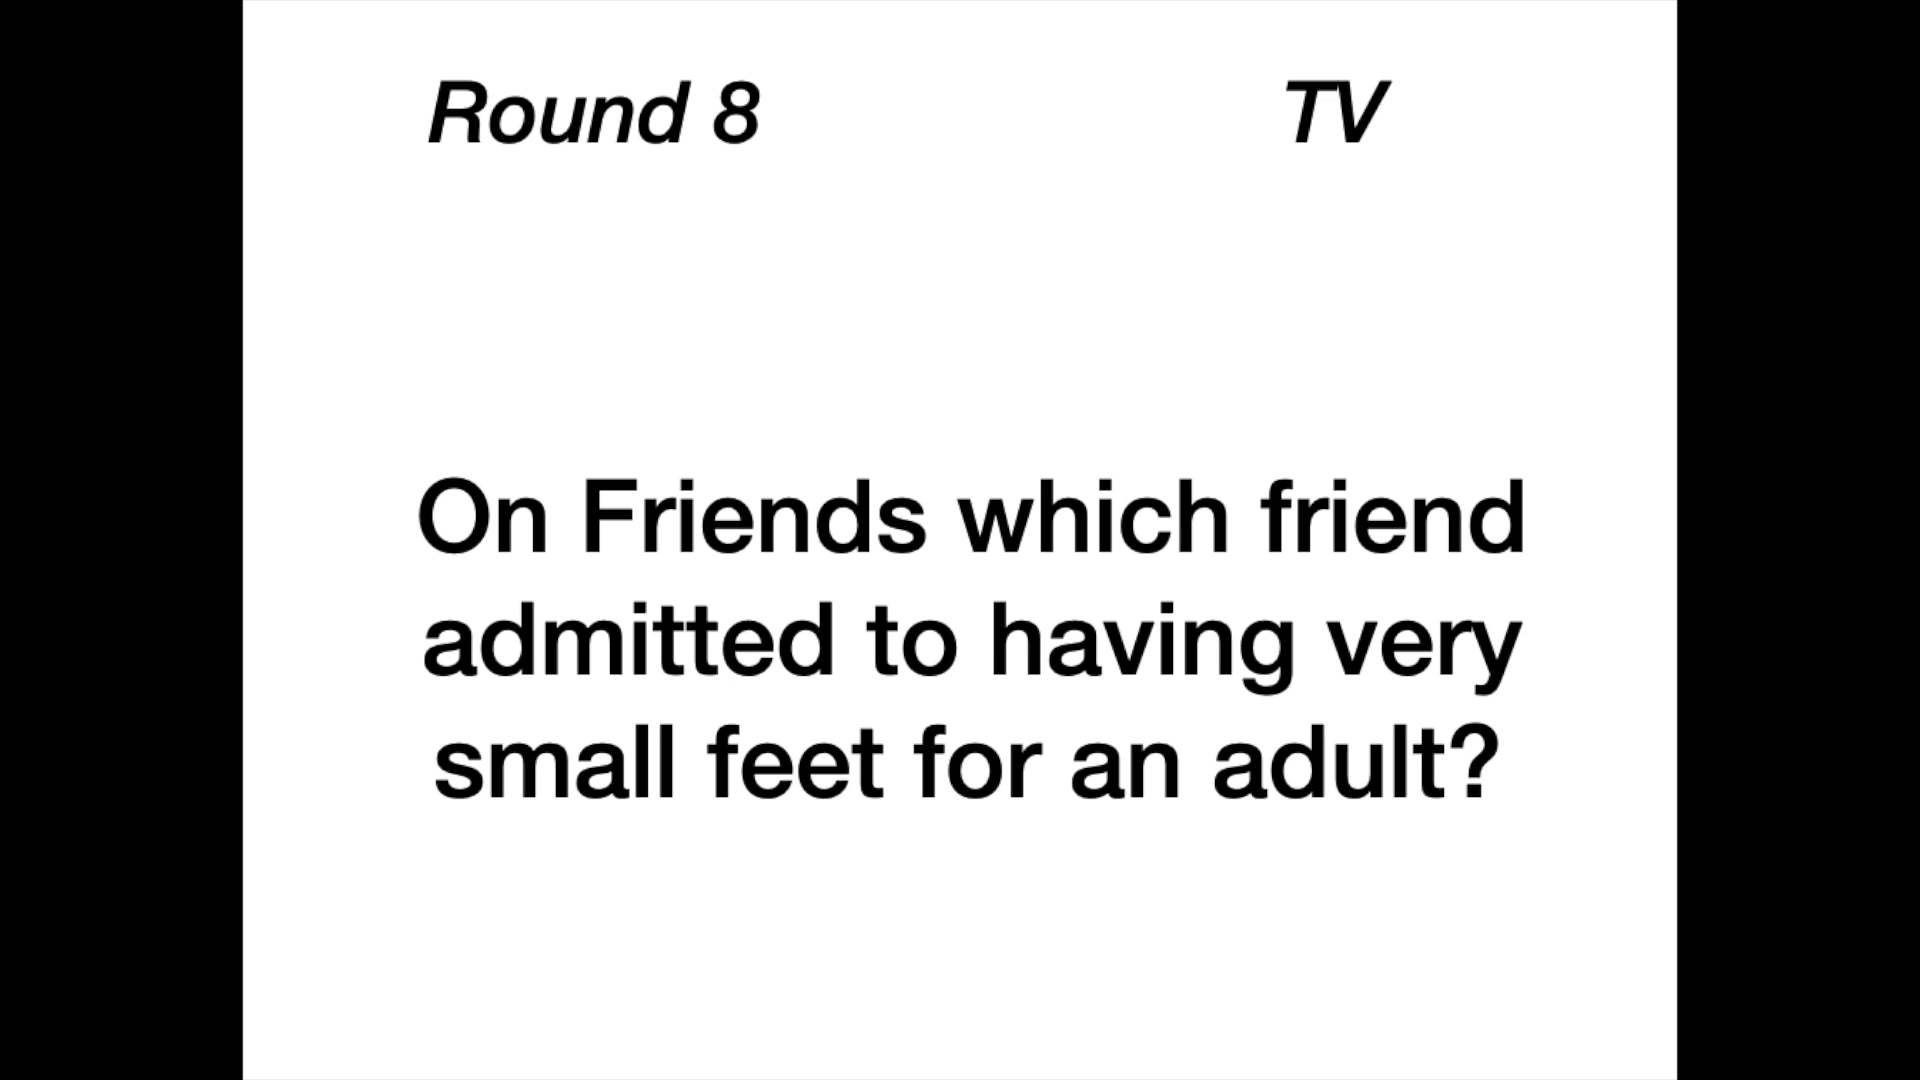 Round 8 TV
On Friends which friend
admitted to having very
small feet for an adult?